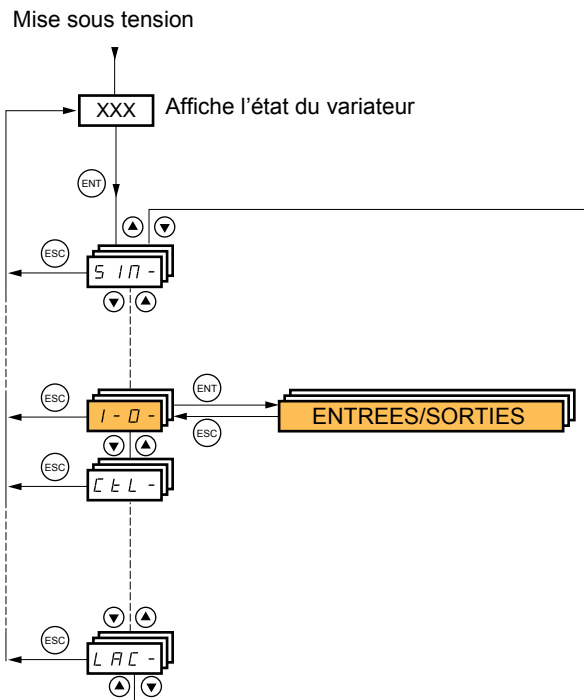 Mise sous tension
XXX Affiche l'état du variateur
ENT
ESC
SIM-
ESC
I-O-
ENT
ESC
ENTREES/SORTIES
ESC
CtL-
ESC
LAC-